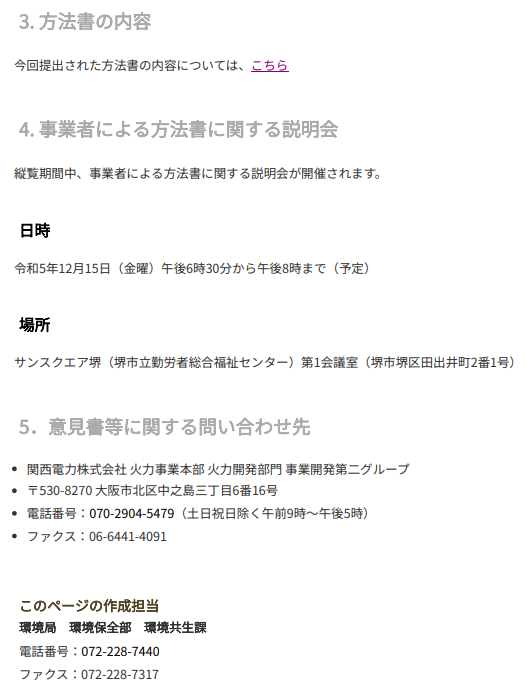 3. 方法書の内容
今回提出された方法書の内容については、こちら
4. 事業者による方法書に関する説明会
縦覧期間中、事業者による方法書に関する説明会が開催されます。
日時
令和5年12月15日（金曜）午後6時30分から午後8時まで（予定）
場所
サンスクエア堺（堺市立勤労者総合福祉センター）第1会議室（堺市堺区田出井町2番1号）
5．意見書等に関する問い合わせ先
• 関西電力株式会社 火力事業本部 火力開発部門 事業開発第二グループ
• 〒530-8270 大阪市北区中之島三丁目6番16号
• 電話番号：070-2904-5479（土日祝日除く午前9時～午後5時）
• ファクス：06-6441-4091
このページの作成担当
環境局　環境保全部　環境共生課
電話番号：072-228-7440
ファクス：072-228-7317